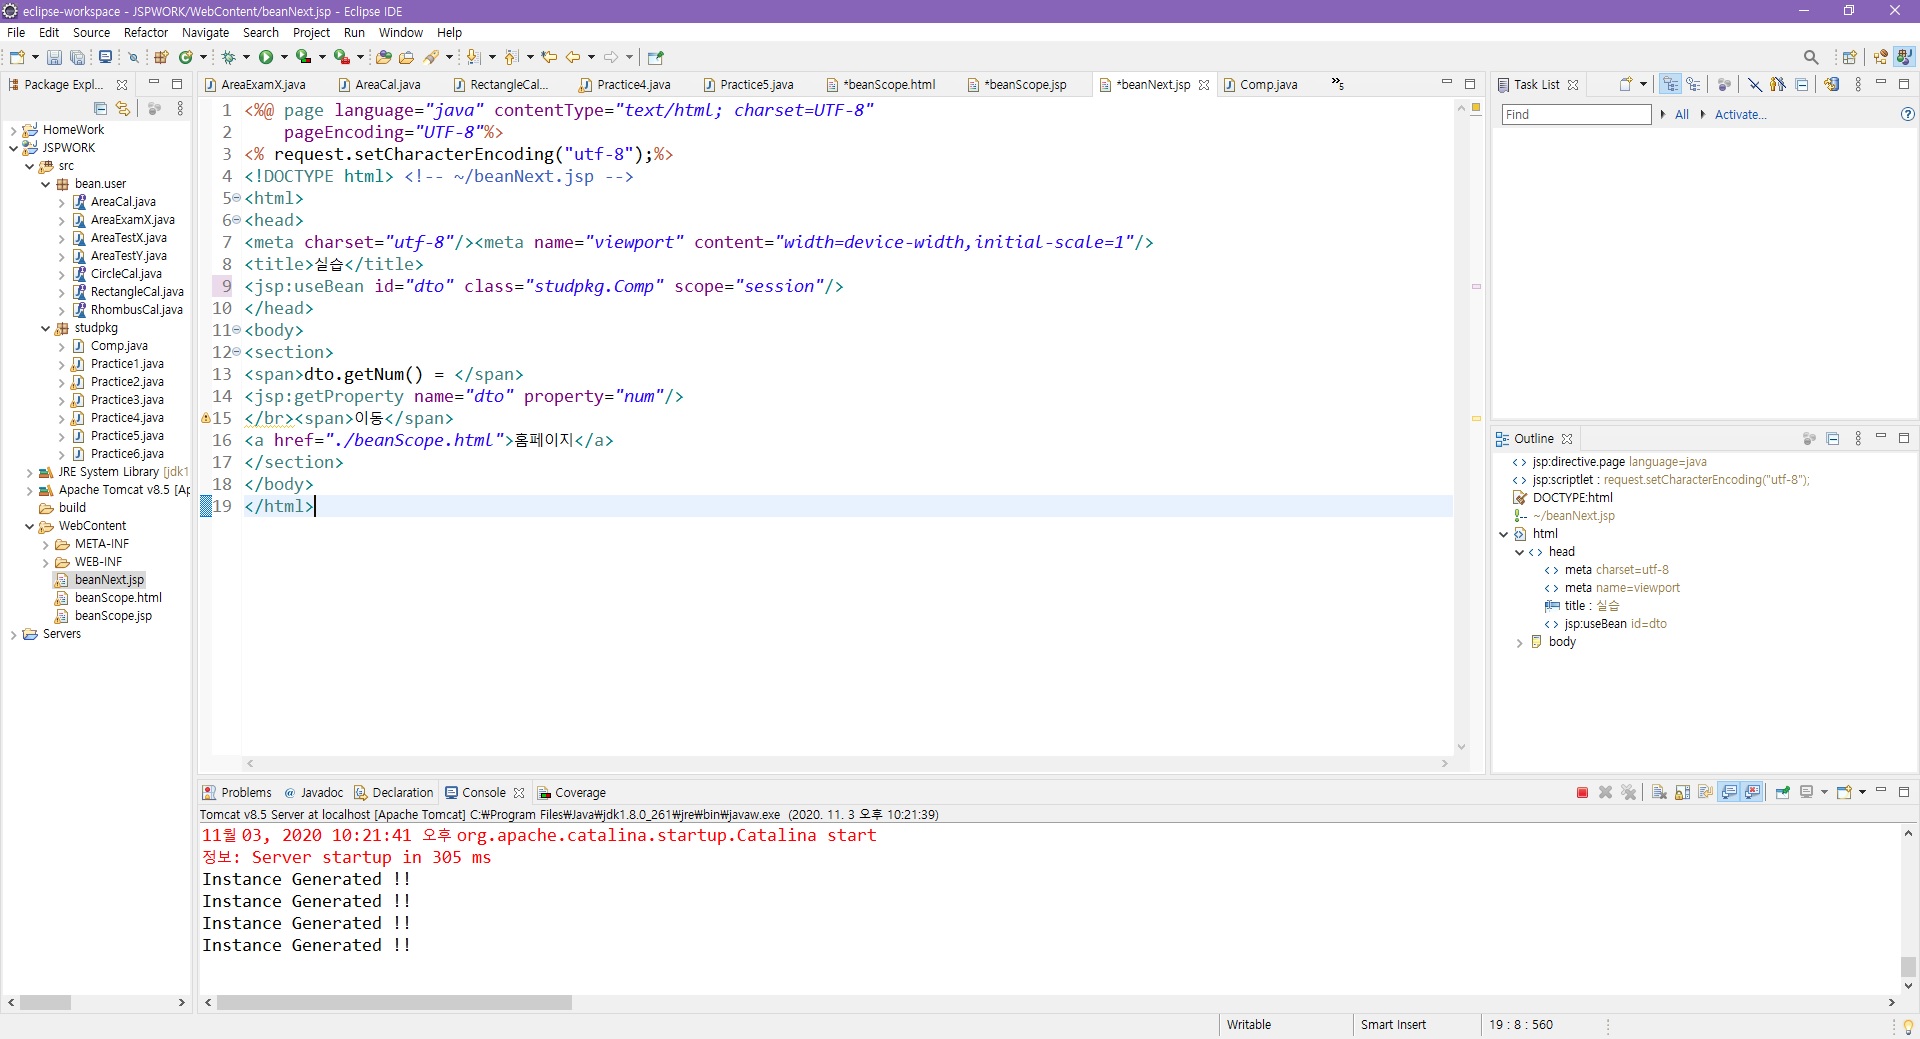 eclipse-workspace - JSPWORK/WebContent/beanNext.jsp - Eclipse IDE
File Edit Source Refactor Navigate Search Project Run Window Help
Package Expl...
HomeWork
JSPWORK
src
bean.user
AreaCal.java
AreaExamX.java
AreaTestX.java
AreaTestY.java
CircleCal.java
RectangleCal.java
RhombusCal.java
studpkg
Comp.java
Practice1.java
Practice2.java
Practice3.java
Practice4.java
Practice5.java
Practice6.java
JRE System Library [jdk1
Apache Tomcat v8.5 [Ap
build
WebContent
META-INF
WEB-INF
beanNext.jsp
beanScope.html
beanScope.jsp
Servers
AreaExamX.java AreaCal.java RectangleCal... Practice4.java Practice5.java *beanScope.html *beanScope.jsp *beanNext.jsp Comp.java »5
1 <%@ page language="java" contentType="text/html; charset=UTF-8"
2 pageEncoding="UTF-8"%>
3 <% request.setCharacterEncoding("utf-8");%>
4 <!DOCTYPE html> <!-- ~/beanNext.jsp -->
5 <html>
6 <head>
7 <meta charset="utf-8"/><meta name="viewport" content="width=device-width,initial-scale=1"/>
8 <title>실습</title>
9 <jsp:useBean id="dto" class="studpkg.Comp" scope="session"/>
10 </head>
11 <body>
12 <section>
13 <span>dto.getNum() = </span>
14 <jsp:getProperty name="dto" property="num"/>
15 </br><span>이동</span>
16 <a href="./beanScope.html">홈페이지</a>
17 </section>
18 </body>
19 </html>
Task List
Find All Activate...
Outline
jsp:directive.page language=java
jsp:scriptlet : request.setCharacterEncoding("utf-8");
DOCTYPE:html
~/beanNext.jsp
html
head
meta charset=utf-8
meta name=viewport
title : 실습
jsp:useBean id=dto
body
Problems @ Javadoc Declaration Console Coverage
Tomcat v8.5 Server at localhost [Apache Tomcat] C:₩Program Files₩Java₩jdk1.8.0_261₩jre₩bin₩javaw.exe (2020. 11. 3 오후 10:21:39)
11월 03, 2020 10:21:41 오후 org.apache.catalina.startup.Catalina start
정보: Server startup in 305 ms
Instance Generated !!
Instance Generated !!
Instance Generated !!
Instance Generated !!
Writable Smart Insert 19 : 8 : 560